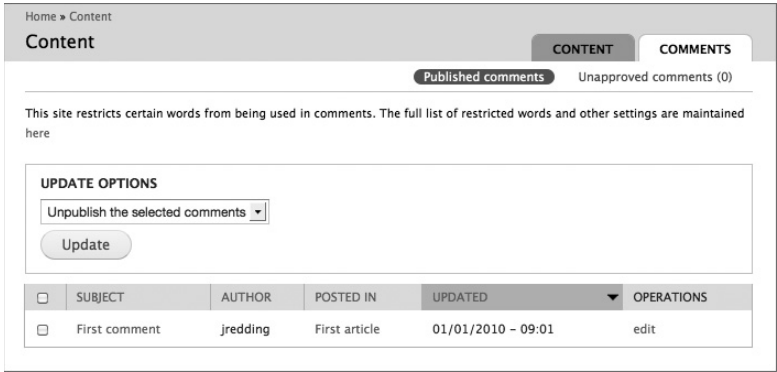 Home » Content
Content
CONTENT
COMMENTS
Published comments
Unapproved comments (0)
This site restricts certain words from being used in comments. The full list of restricted words and other settings are maintained
here
UPDATE OPTIONS
Unpublish the selected comments
Update
SUBJECT AUTHOR POSTED IN UPDATED OPERATIONS
First comment jredding First article 01/01/2010 – 09:01 edit